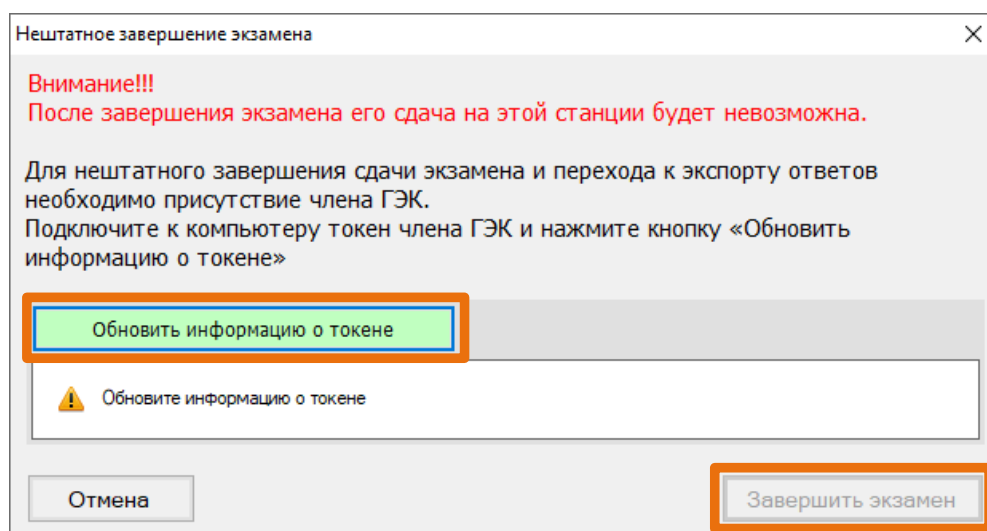 Нештатное завершение экзамена
Внимание!!!
После завершения экзамена его сдача на этой станции будет невозможна.
Для нештатного завершения сдачи экзамена и перехода к экспорту ответов
необходимо присутствие члена ГЭК.
Подключите к компьютеру токен члена ГЭК и нажмите кнопку «Обновить
информацию о токене»
Обновить информацию о токене
Обновите информацию о токене
Отмена
Завершить экзамен